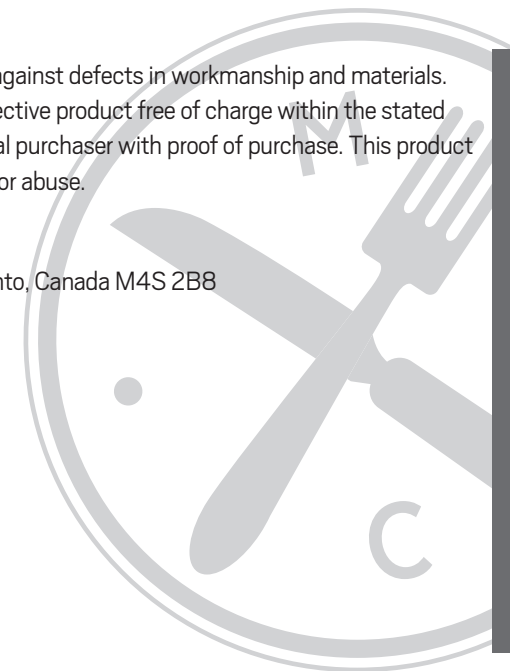 against defects in workmanship and materials.
ective product free of charge within the stated
al purchaser with proof of purchase. This product
or abuse.
nto, Canada M4S 2B8
M
C